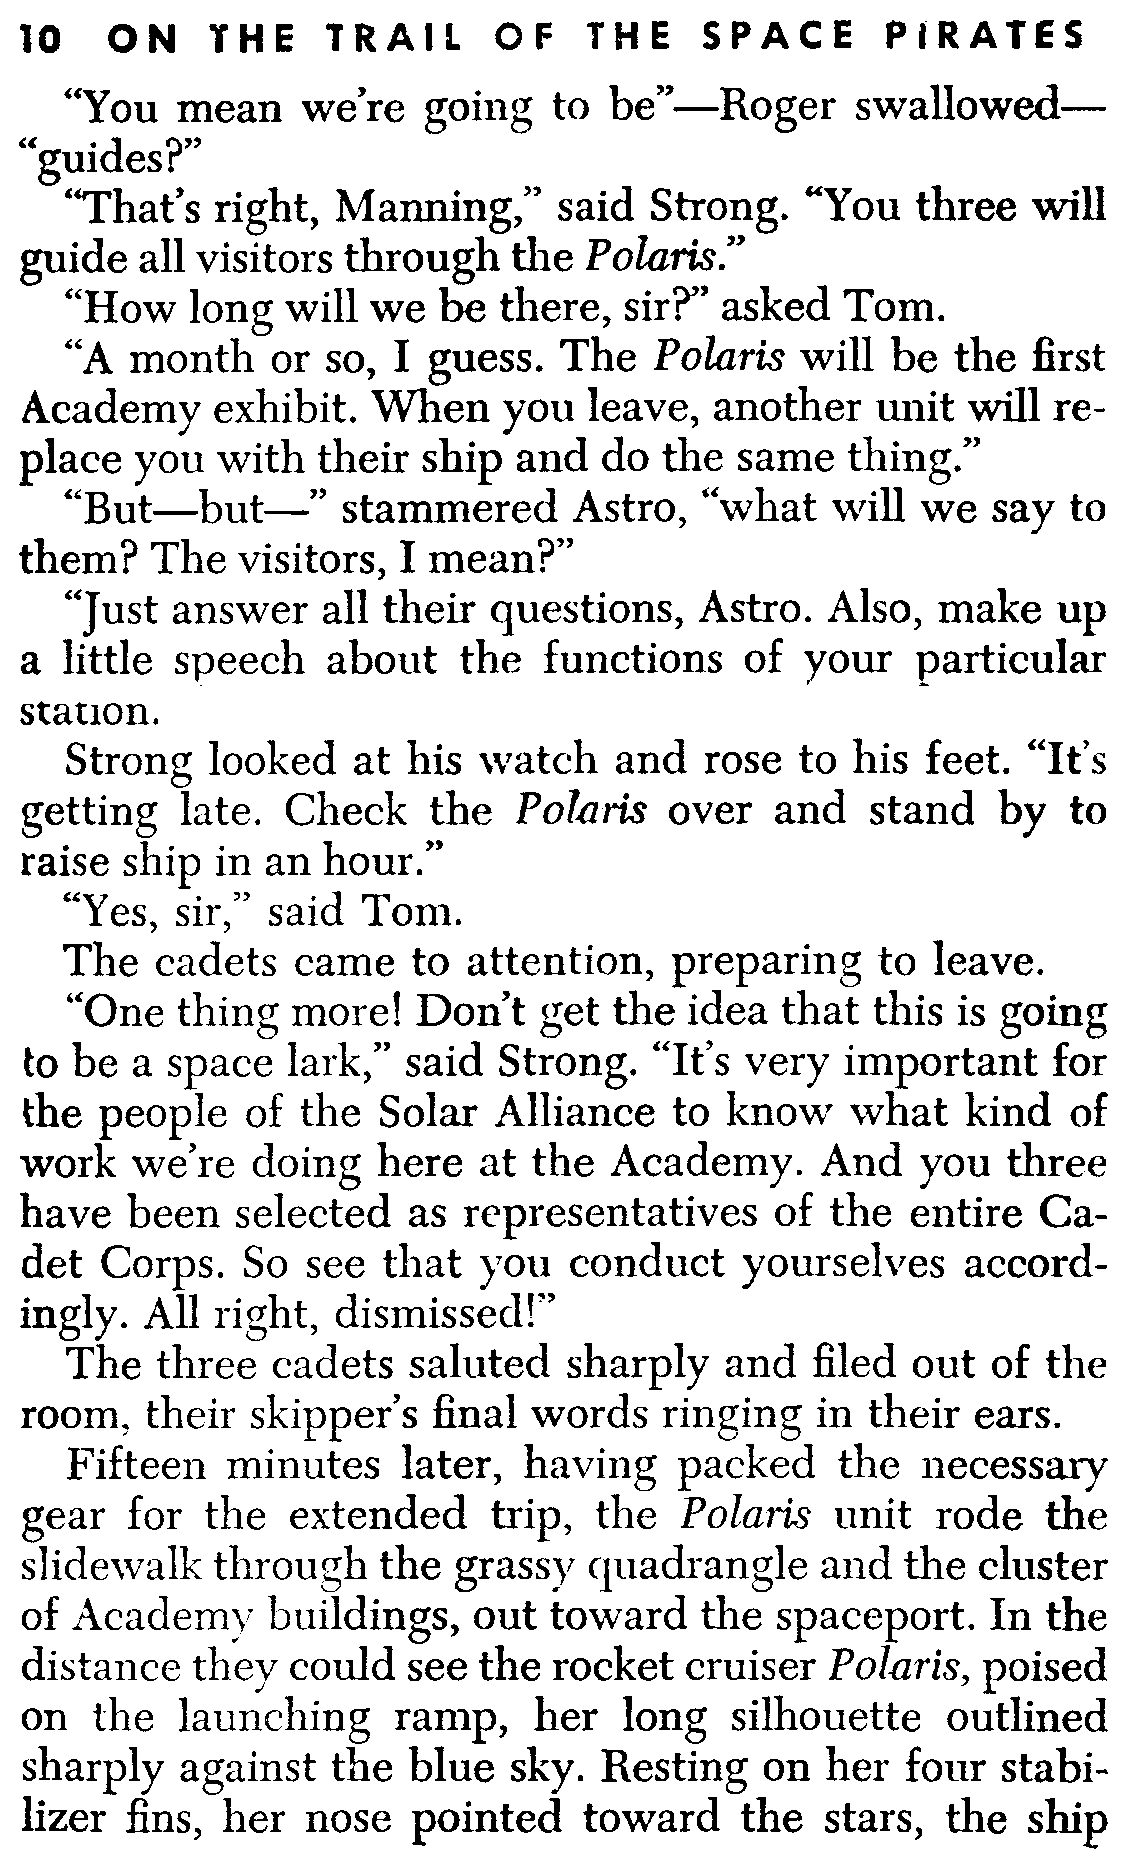 10 ON THE TRAIL OF THE SPACE PIRATES
“You mean we’re going to be”—Roger swallowed—
“guides?”
“That’s right, Manning,” said Strong. “You three will
guide all visitors through the Polaris.”
“How long will we be there, sir?” asked Tom.
“A month or so, I guess. The Polaris will be the first
Academy exhibit. When you leave, another unit will re-
place you with their ship and do the same thing.”
“But—but—” stammered Astro, “what will we say to
them? The visitors, I mean?”
“Just answer all their questions, Astro. Also, make up
a little speech about the functions of your particular
station.
Strong looked at his watch and rose to his feet. “It’s
getting late. Check the Polaris over and stand by to
raise ship in an hour.”
“Yes, sir,” said Tom.
The cadets came to attention, preparing to leave.
“One thing more! Don’t get the idea that this is going
to be a space lark,” said Strong. “It’s very important for
the people of the Solar Alliance to know what kind of
work we’re doing here at the Academy. And you three
have been selected as representatives of the entire Ca-
det Corps. So see that you conduct yourselves accord-
ingly. All right, dismissed!”
The three cadets saluted sharply and filed out of the
room, their skipper’s final words ringing in their ears.
Fifteen minutes later, having packed the necessary
gear for the extended trip, the Polaris unit rode the
slidewalk through the grassy quadrangle and the cluster
of Academy buildings, out toward the spaceport. In the
distance they could see the rocket cruiser Polaris, poised
on the launching ramp, her long silhouette outlined
sharply against the blue sky. Resting on her four stabi-
lizer fins, her nose pointed toward the stars, the ship